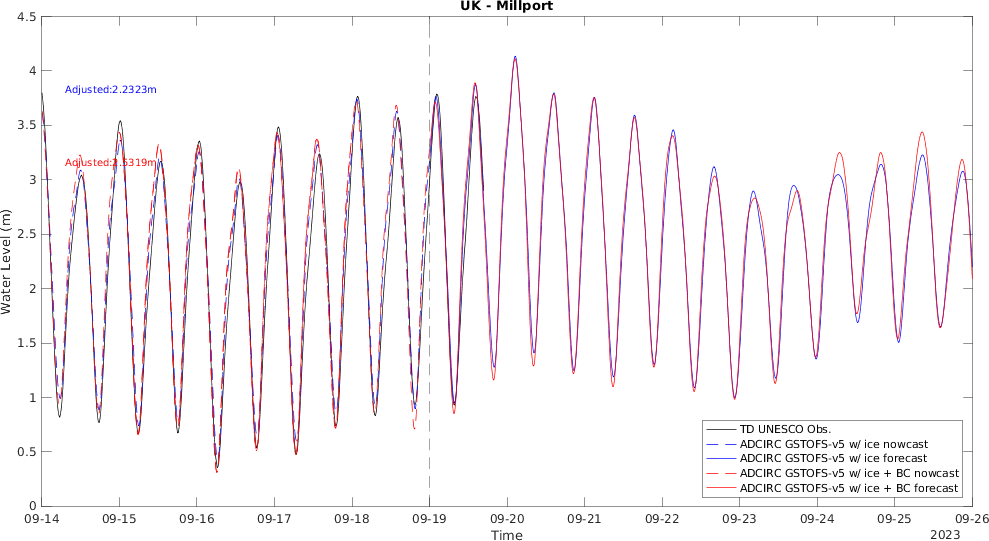 UK - Millport
4.5
4
3.5
3
2.5
2
1.5
1
0.5
0
Water Level (m)
Adjusted:2.2323m
Adjusted:2.5319m
TD UNESCO Obs.
ADCIRC GSTOFS-v5 w/ ice nowcast
ADCIRC GSTOFS-v5 w/ ice forecast
ADCIRC GSTOFS-v5 w/ ice + BC nowcast
ADCIRC GSTOFS-v5 w/ ice + BC forecast
09-14 09-15 09-16 09-17 09-18 09-19 09-20 09-21 09-22 09-23 09-24 09-25 09-26
Time
2023